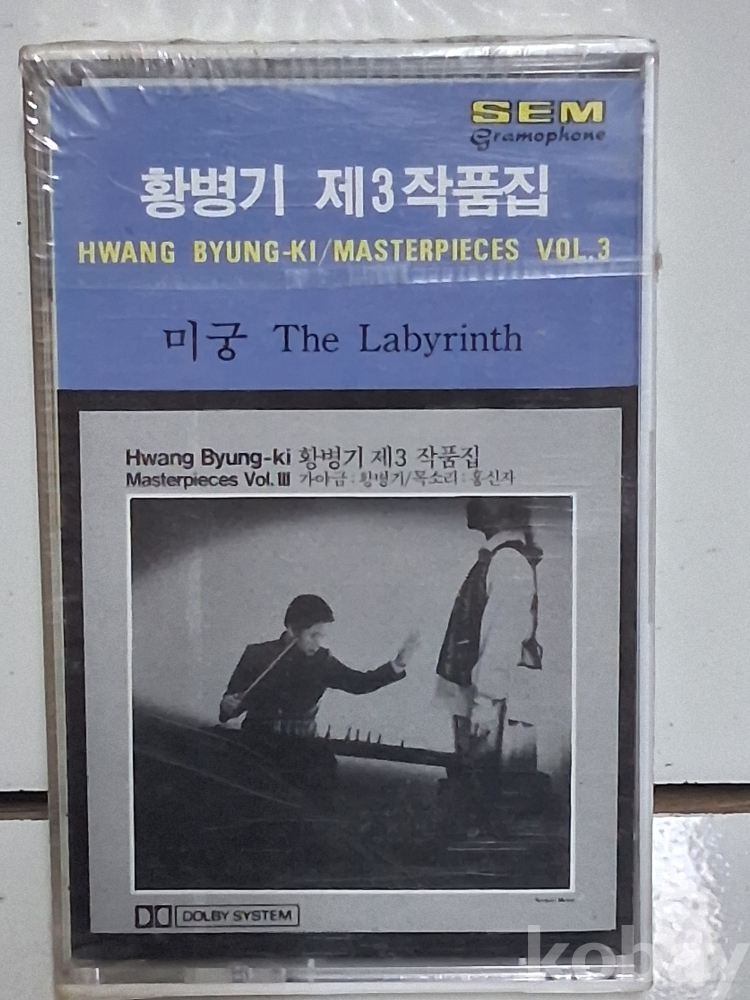 SEM
Gramophone
황병기 제3작품집
HWANG BYUNG-KI/MASTERPIECES VOL.3
미궁 The Labyrinth
Hwang Byung-ki 황병기 제3 작품집
Masterpieces Vol. III 가야금 : 황병기/목소리 : 홍신자
DOLBY SYSTEM
kobay